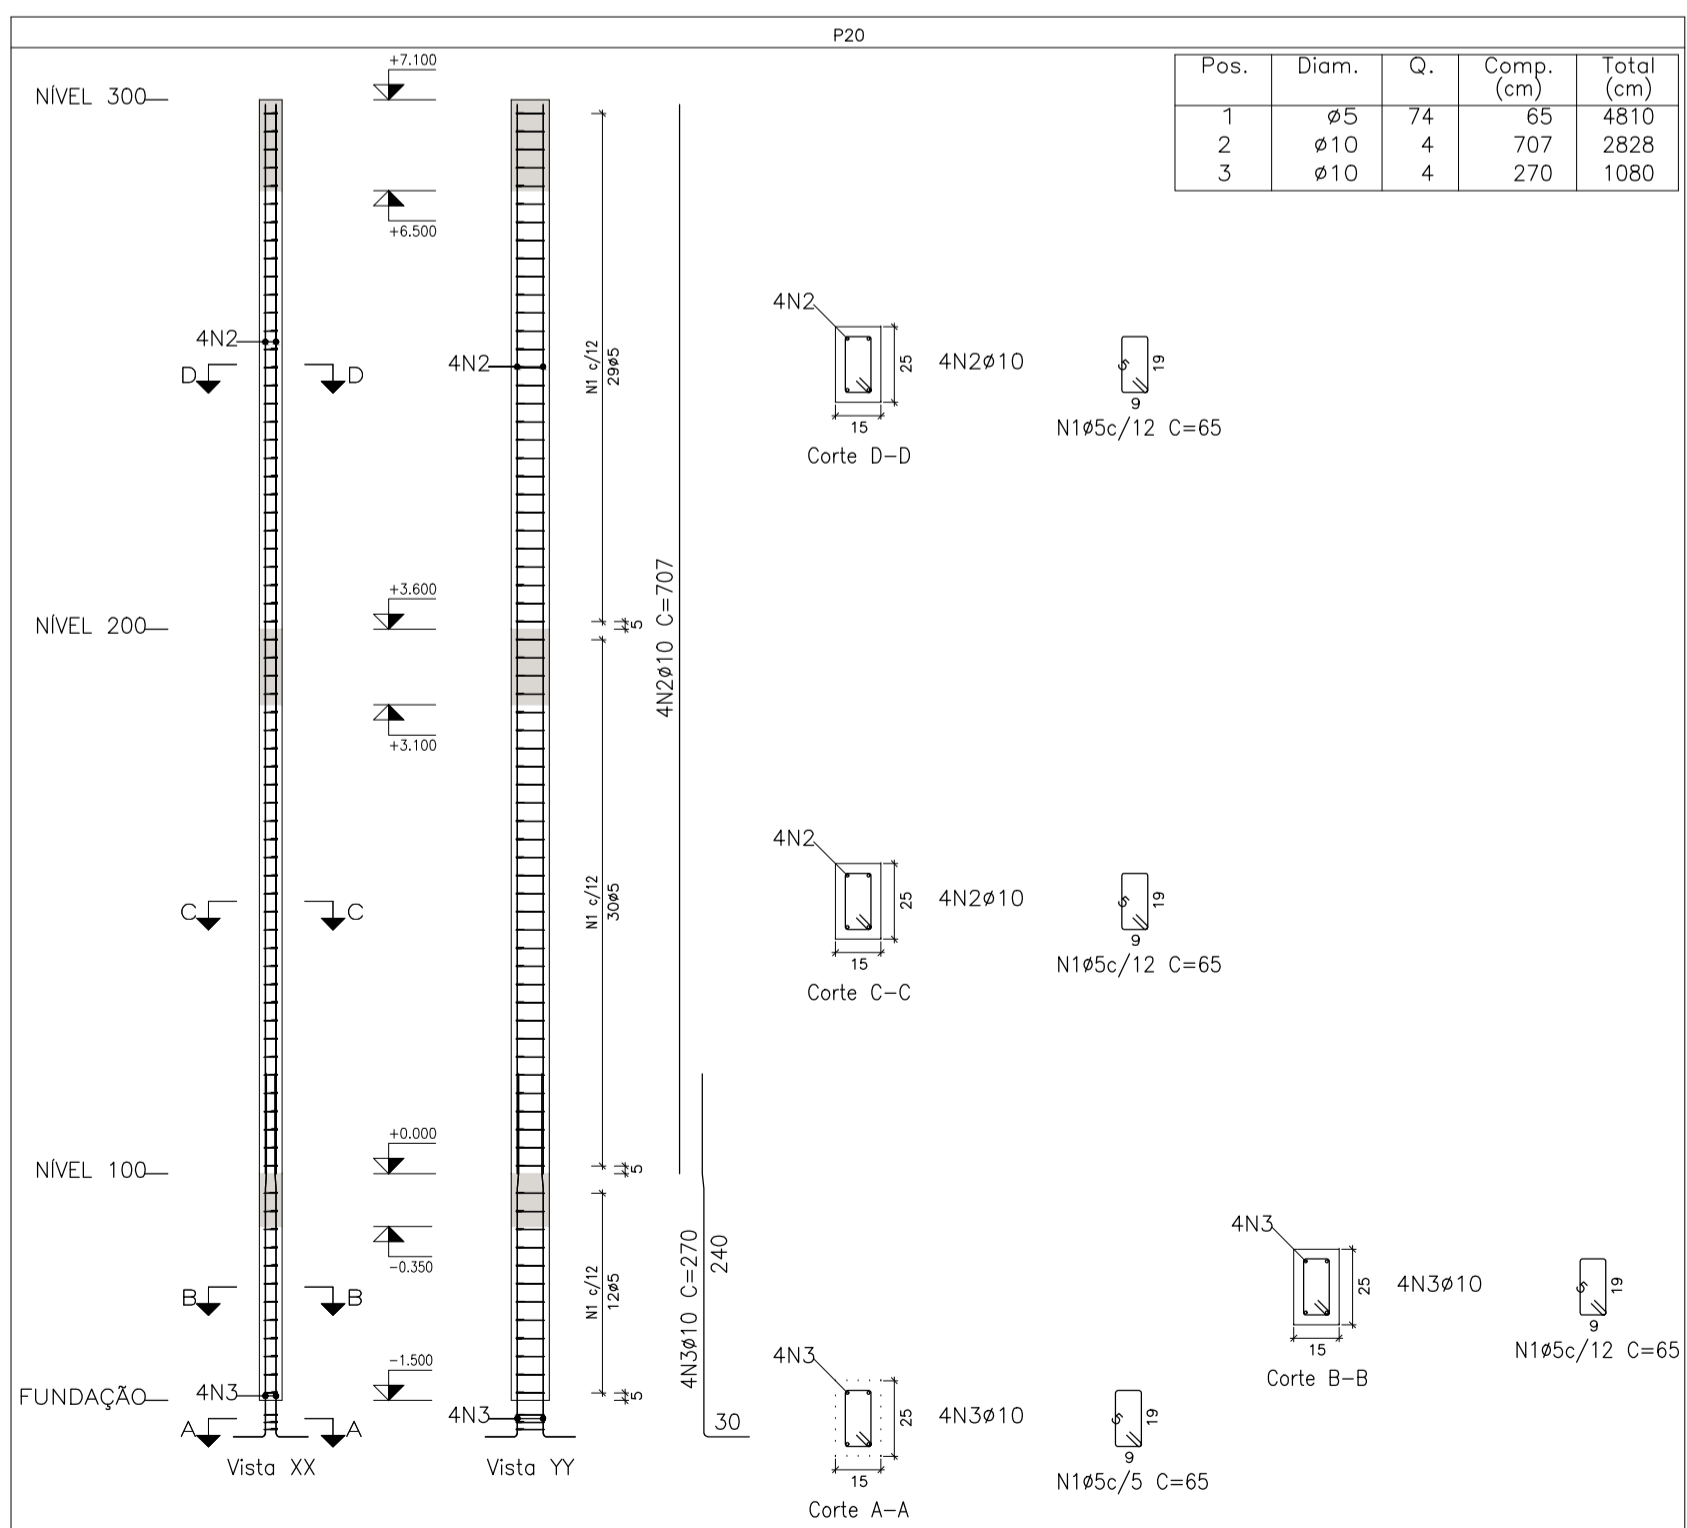 P20
Pos. Diam. Q. Comp. (cm) Total (cm)
1 ø5 74 65 4810
2 ø10 4 707 2828
3 ø10 4 270 1080
NÍVEL 300
+7.100
+6.500
4N2
4N2
D D
N1 c/12
29ø5
4N2
25
15
4N2ø10
Corte D-D
5
19
9
N1ø5c/12 C=65
+3.600
NÍVEL 200
5
+3.100
4N2ø10 C=707
C C
N1 c/12
30ø5
4N2
25
15
4N2ø10
Corte C-C
5
19
9
N1ø5c/12 C=65
+0.000
NÍVEL 100
5
-0.350
B B
N1 c/12
12ø5
4N3ø10 C=270
240
30
4N3
25
15
4N3ø10
Corte B-B
5
19
9
N1ø5c/12 C=65
-1.500
FUNDAÇÃO
4N3
4N3
5
A A
Vista XX
Vista YY
4N3
25
15
4N3ø10
Corte A-A
5
19
9
N1ø5c/5 C=65